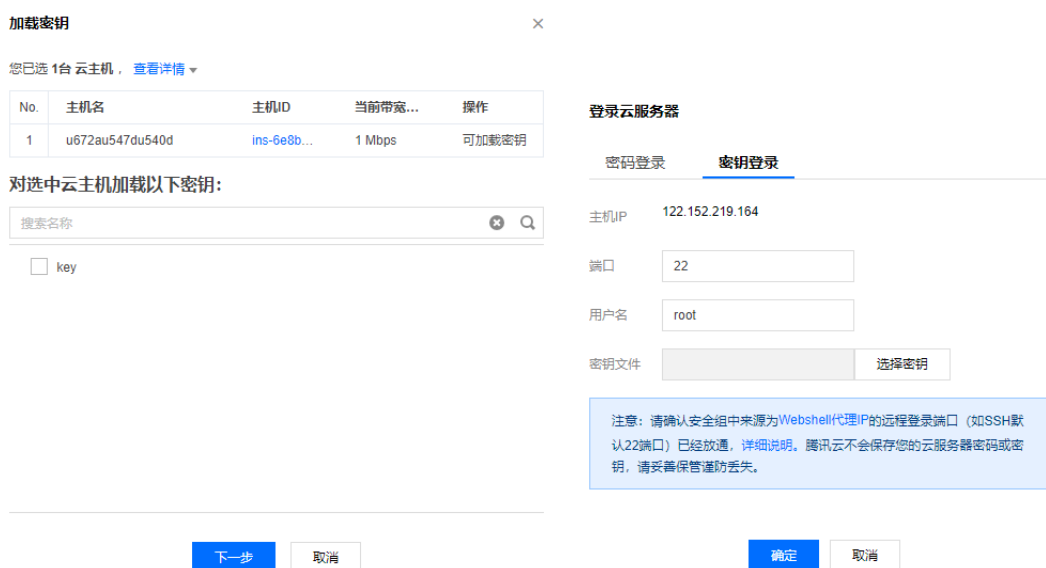 加载密钥
您已选 1台 云主机， 查看详情
No. 主机名 主机ID 当前带宽... 操作
1 u672au547du540d ins-6e8b... 1 Mbps 可加载密钥
对选中云主机加载以下密钥：
搜索名称
key
下一步 取消
登录云服务器
密码登录 密钥登录
主机IP 122.152.219.164
端口 22
用户名 root
密钥文件 选择密钥
注意：请确认安全组中来源为Webshell代理IP的远程登录端口（如SSH默
认22端口）已经放通，详细说明。腾讯云不会保存您的云服务器密码或密
钥，请妥善保管谨防丢失。
确定 取消